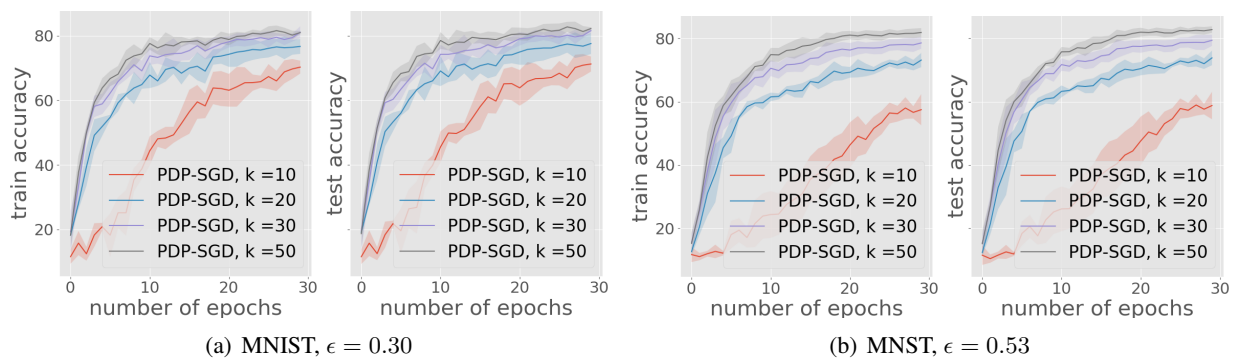 train accuracy
80
60
40
20
0
10
20
30
number of epochs
PDP-SGD, k =10
PDP-SGD, k =20
PDP-SGD, k =30
PDP-SGD, k =50
test accuracy
0
10
20
30
number of epochs
PDP-SGD, k =10
PDP-SGD, k =20
PDP-SGD, k =30
PDP-SGD, k =50
(a) MNIST, ϵ = 0.30
train accuracy
80
60
40
20
0
10
20
30
number of epochs
PDP-SGD, k =10
PDP-SGD, k =20
PDP-SGD, k =30
PDP-SGD, k =50
test accuracy
0
10
20
30
number of epochs
PDP-SGD, k =10
PDP-SGD, k =20
PDP-SGD, k =30
PDP-SGD, k =50
(b) MNST, ϵ = 0.53